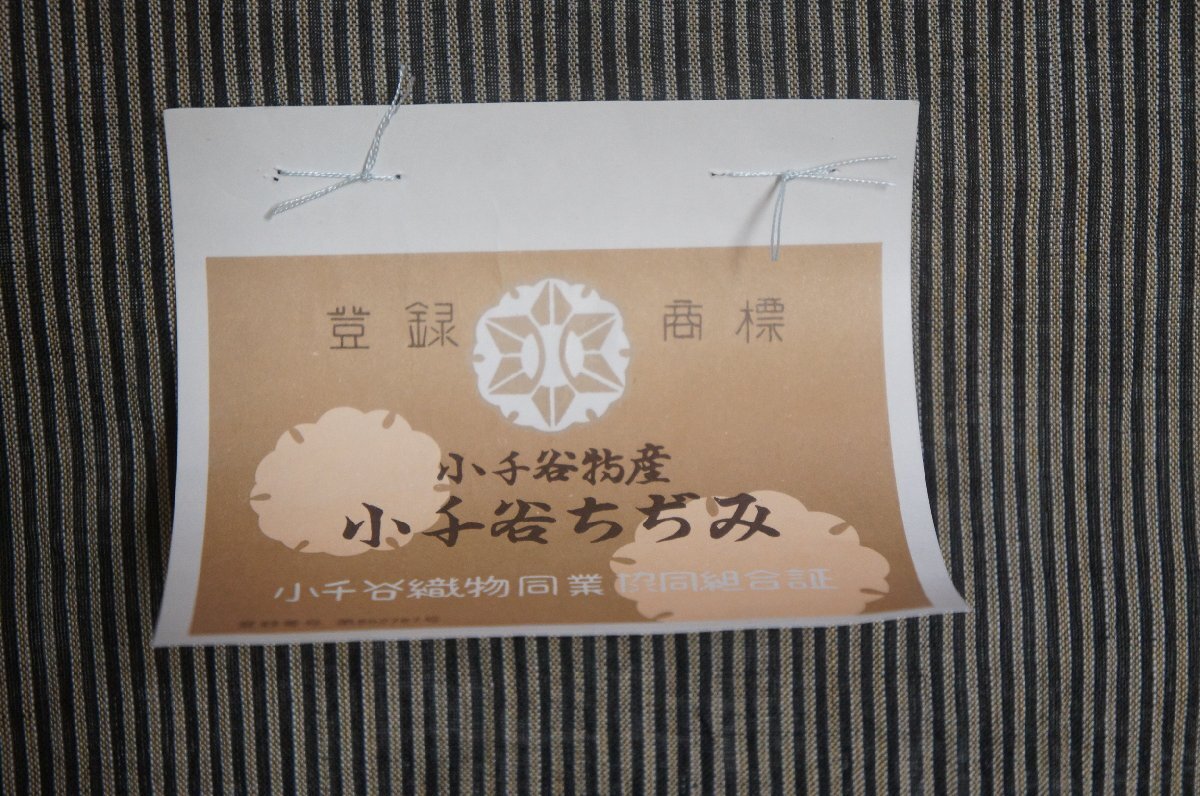 登録 商標
小千谷物産
小千谷ちぢみ
小千谷織物同業協同組合証